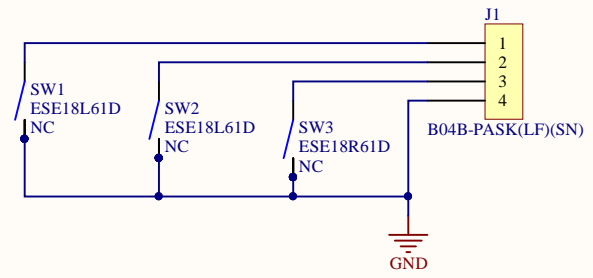 J1
1
2
3
4
B04B-PASK(LF)(SN)
SW1
ESE18L61D
NC
SW2
ESE18L61D
NC
SW3
ESE18R61D
NC
GND